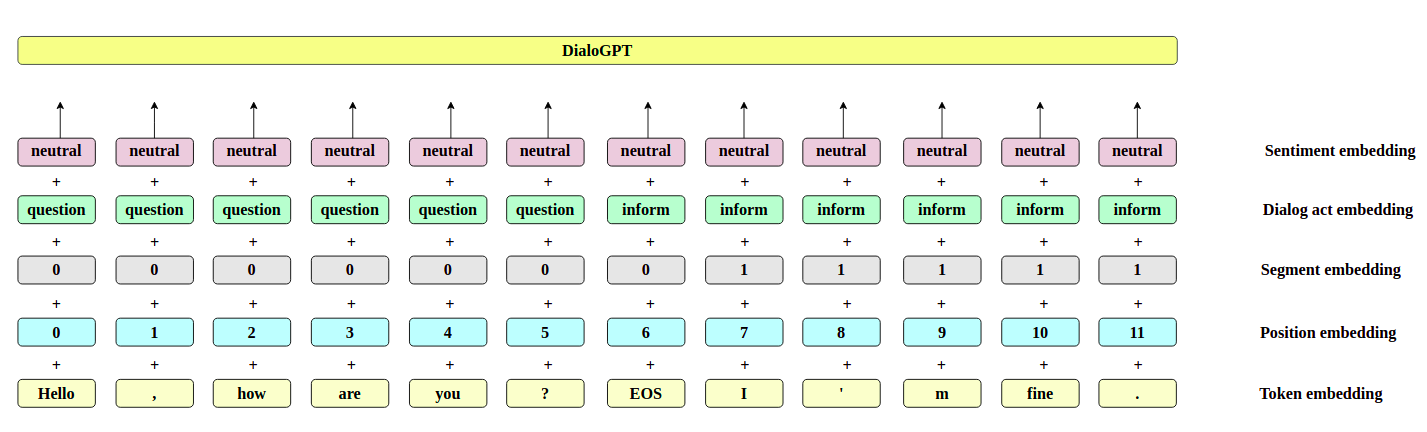 DialoGPT
neutral neutral neutral neutral neutral neutral neutral neutral neutral neutral neutral neutral Sentiment embedding
+ + + + + + + + + + + +
question question question question question question inform inform inform inform inform inform Dialog act embedding
+ + + + + + + + + + + +
0 0 0 0 0 0 0 1 1 1 1 1 Segment embedding
+ + + + + + + + + + + +
0 1 2 3 4 5 6 7 8 9 10 11 Position embedding
+ + + + + + + + + + + +
Hello , how are you ? EOS I ' m fine . Token embedding